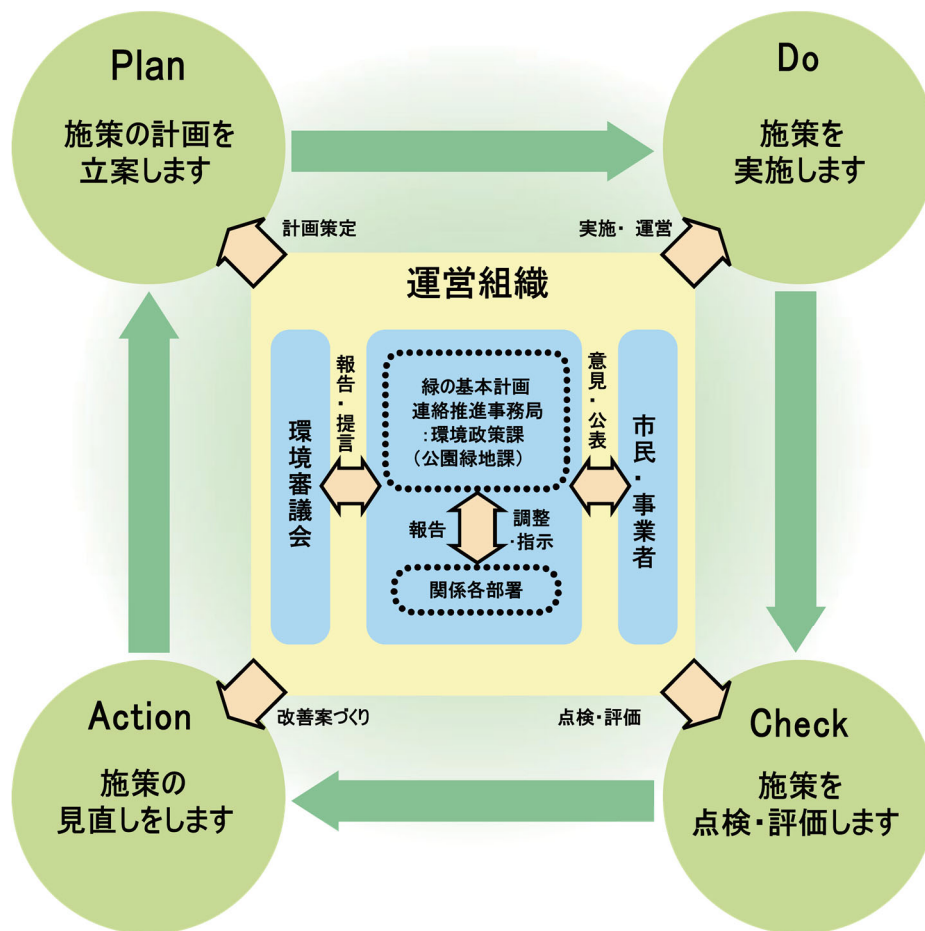 Plan
施策の計画を
立案します
Do
施策を
実施します
計画策定
実施・ 運営
運営組織
環境審議会
報告・提言
緑の基本計画
連絡推進事務局
:環境政策課
(公園緑地課)
報告
調整
・指示
関係各部署
意見・公表
市民・事業者
改善案づくり
点検・評価
Action
施策の
見直しをします
Check
施策を
点検・評価します